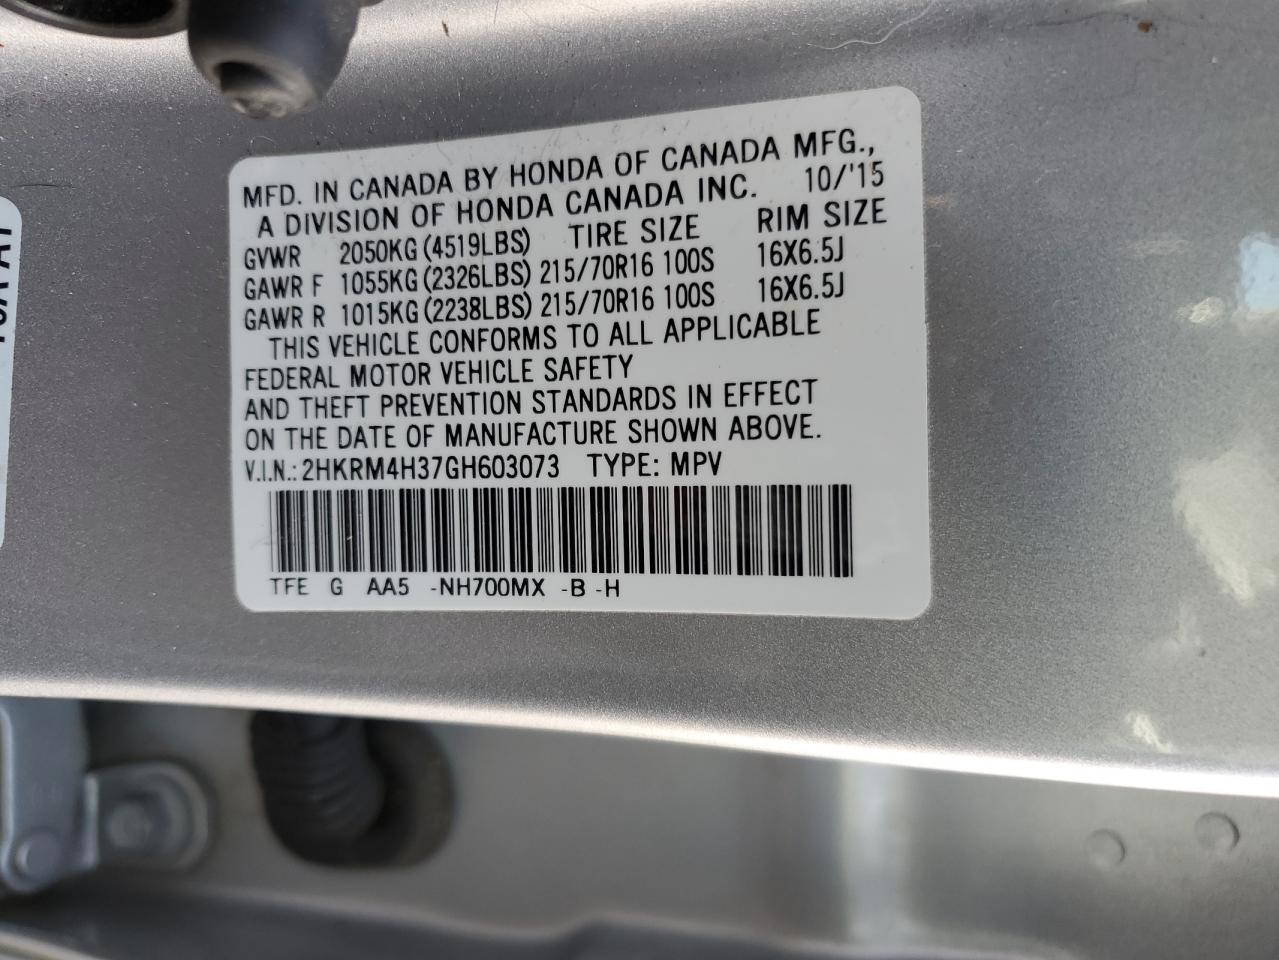 MFD. IN CANADA BY HONDA OF CANADA MFG.,
A DIVISION OF HONDA CANADA INC. 10/'15
GVWR 2050KG (4519LBS) TIRE SIZE RIM SIZE
GAWR F 1055KG (2326LBS) 215/70R16 100S 16X6.5J
GAWR R 1015KG (2238LBS) 215/70R16 100S 16X6.5J
THIS VEHICLE CONFORMS TO ALL APPLICABLE
FEDERAL MOTOR VEHICLE SAFETY
AND THEFT PREVENTION STANDARDS IN EFFECT
ON THE DATE OF MANUFACTURE SHOWN ABOVE.
V.I.N.: 2HKRM4H37GH603073 TYPE: MPV
TFE G AA5 -NH700MX -B -H